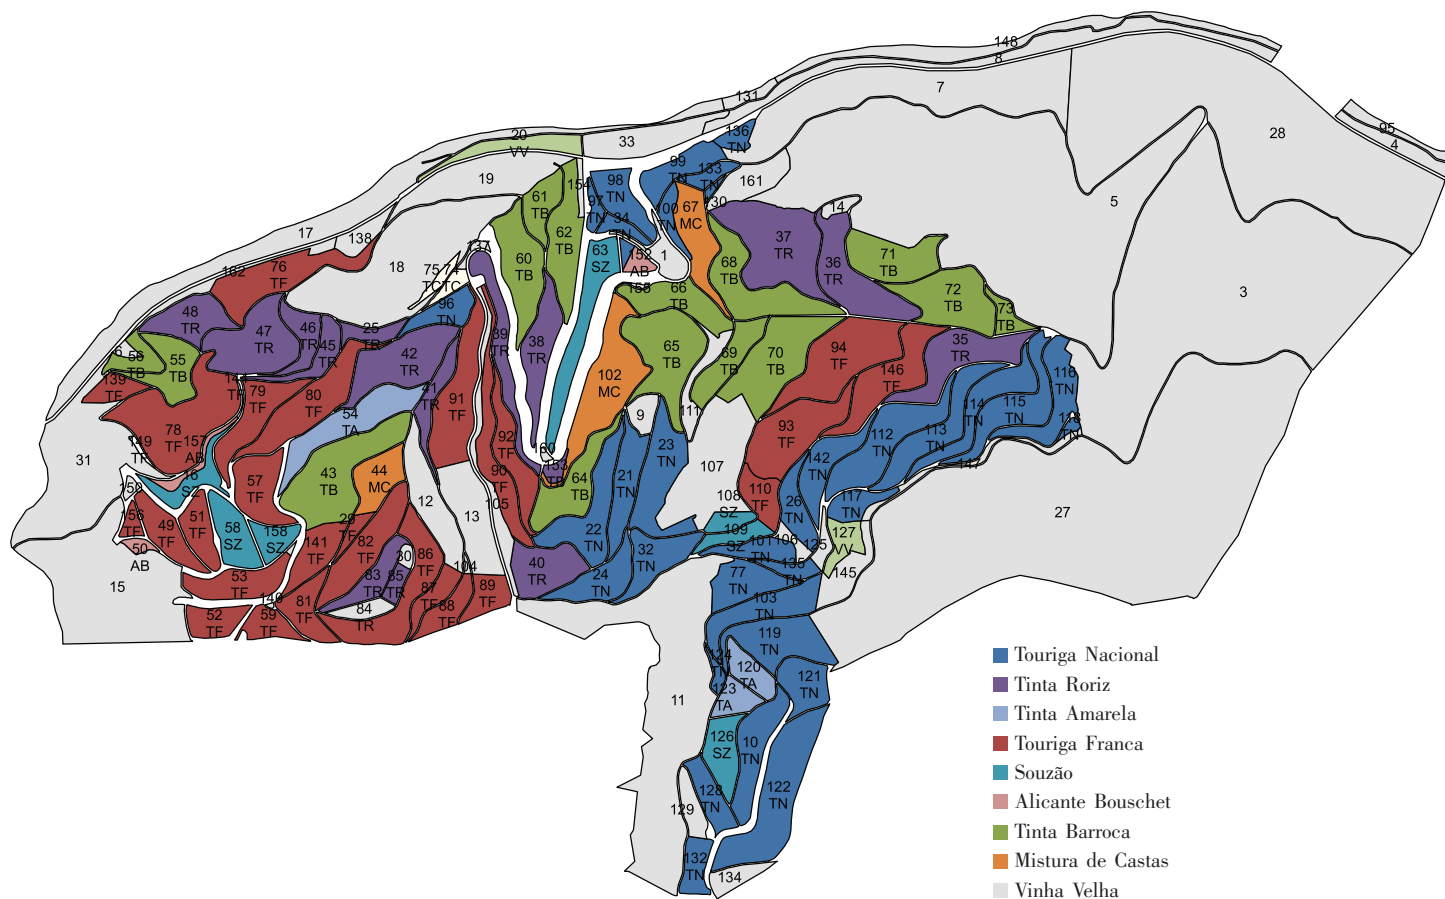 148
8
131
7
95
4
28
20
VV
33
136
TN
19
99
TN
133
TN
161
154
98
TN
97
TN
34
TN
61
TB
62
TB
60
TB
100
TN
67
MC
130
14
5
17
138
18
137
63
SZ
152
AB
1
37
TR
36
TR
71
TB
162
76
TF
75
TC
74
TC
68
TB
66
TB
72
TB
73
TB
3
48
TR
47
TR
46
TR
45
TR
25
TR
96
TN
42
TR
39
TR
38
TR
65
TB
69
TB
70
TB
94
TF
146
TF
35
TR
6
56
TB
55
TB
139
TF
79
TF
80
TF
41
TR
91
TF
102
MC
9
111
116
TN
115
TN
114
TN
118
TN
54
TA
78
TF
149
TF
157
AB
16
SZ
31
93
TF
142
TN
112
TN
113
TN
147
92
TF
90
TF
160
153
TR
23
TN
21
TN
107
57
TF
43
TB
44
MC
12
13
105
64
TB
110
TF
26
TN
117
TN
27
150
156
TF
49
TF
51
TF
58
SZ
158
SZ
29
TF
141
TF
82
TF
22
TN
32
TN
108
SZ
109
SZ
101
TN
106
125
127
VV
50
AB
15
53
TF
30
86
TF
104
83
TR
85
TR
84
TR
40
TR
24
TN
77
TN
135
TN
145
140
52
TF
59
TF
81
TF
87
TF
88
TF
89
TF
103
TN
119
TN
124
TN
120
TA
121
TN
11
123
TA
126
SZ
10
TN
128
TN
129
122
TN
132
TN
134
Touriga Nacional
Tinta Roriz
Tinta Amarela
Touriga Franca
Souzão
Alicante Bouschet
Tinta Barroca
Mistura de Castas
Vinha Velha